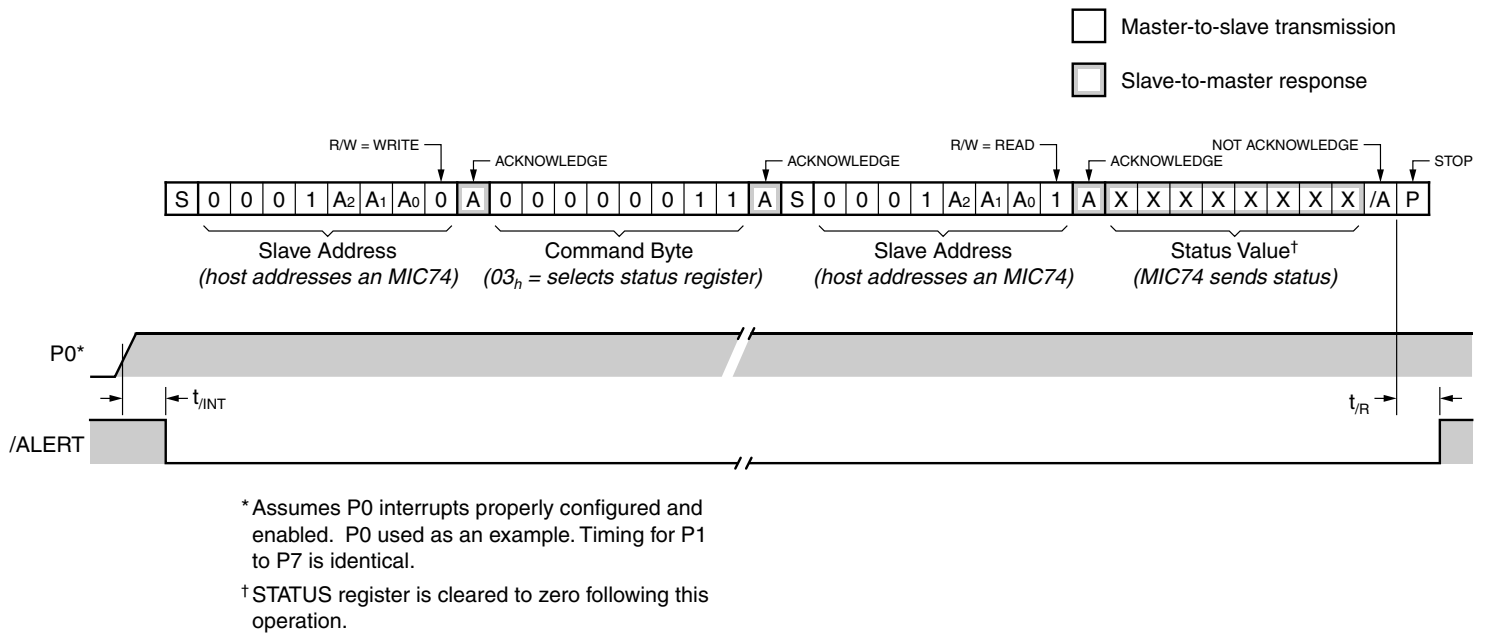 Master-to-slave transmission
Slave-to-master response
R/W = WRITE
ACKNOWLEDGE
ACKNOWLEDGE
R/W = READ
ACKNOWLEDGE
NOT ACKNOWLEDGE
STOP
S 0 0 0 1 A2 A1 A0 0 A 0 0 0 0 0 0 1 1 A S 0 0 0 1 A2 A1 A0 1 A X X X X X X X X /A P
Slave Address
(host addresses an MIC74)
Command Byte
(03h = selects status register)
Slave Address
(host addresses an MIC74)
Status Value†
(MIC74 sends status)
P0*
t/INT
t/R
/ALERT
* Assumes P0 interrupts properly configured and
enabled. P0 used as an example. Timing for P1
to P7 is identical.
† STATUS register is cleared to zero following this
operation.